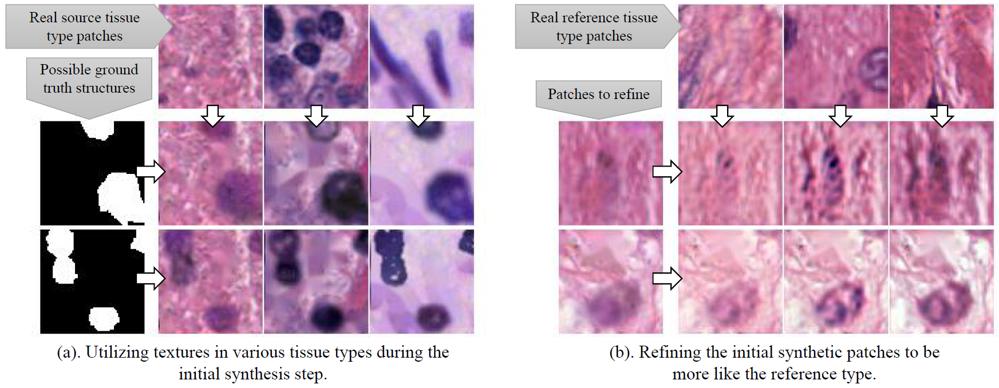 Real source tissue
type patches
Possible ground
truth structures
(a). Utilizing textures in various tissue types during the
initial synthesis step.
Real reference tissue
type patches
Patches to refine
(b). Refining the initial synthetic patches to be
more like the reference type.